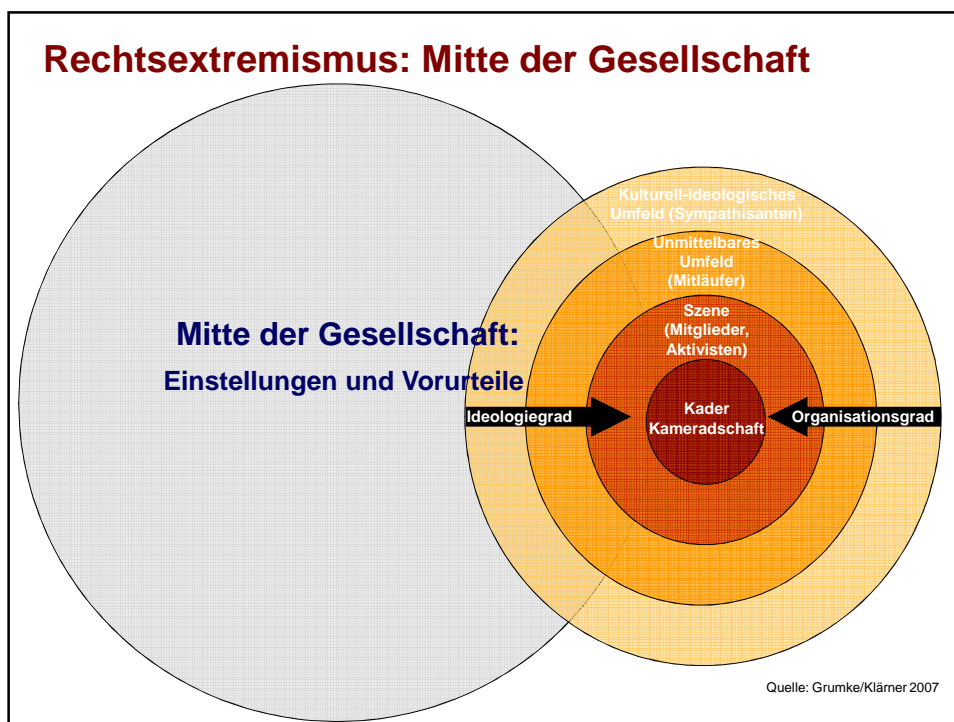 Rechtsextremismus: Mitte der Gesellschaft
Kulturell-ideologisches
Umfeld (Sympathisanten)
Unmittelbares
Umfeld
(Mitläufer)
Szene
(Mitglieder,
Aktivisten)
Mitte der Gesellschaft:
Einstellungen und Vorurteile
Ideologiegrad
Kader
Kameradschaft
Organisationsgrad
Quelle: Grumke/Klärner 2007